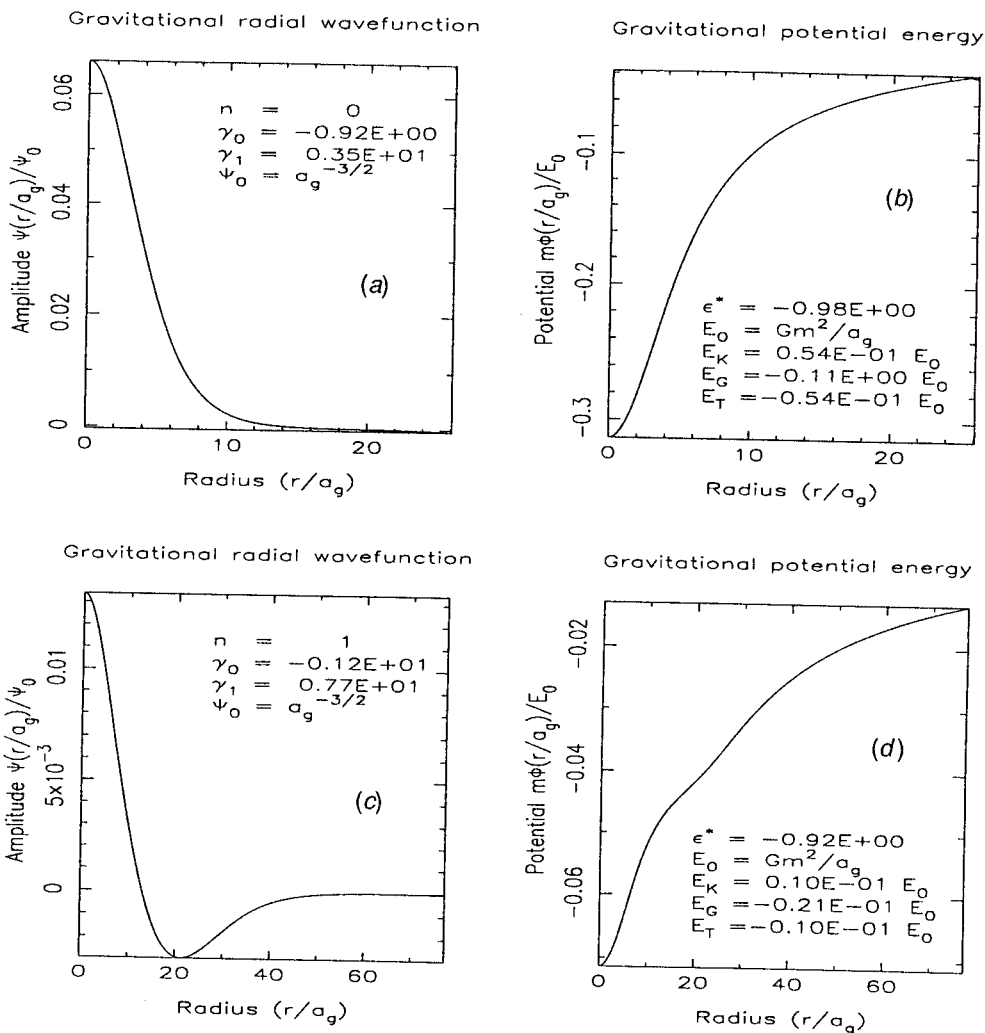 Gravitational radial wavefunction
Amplitude ψ(r/a_g)/ψ_0
0.06
0.04
0.02
0
n = 0
γ_0 = −0.92E+00
γ_1 = 0.35E+01
ψ_0 = a_g^{−3/2}
(a)
0 10 20
Radius (r/a_g)
Gravitational potential energy
Potential mϕ(r/a_g)/E_0
−0.1
−0.2
−0.3
(b)
ϵ* = −0.98E+00
E_0 = Gm²/a_g
E_K = 0.54E−01 E_0
E_G =−0.11E+00 E_0
E_T =−0.54E−01 E_0
0 10 20
Radius (r/a_g)
Gravitational radial wavefunction
Amplitude ψ(r/a_g)/ψ_0
0.01
5x10⁻³
0
n = 1
γ_0 = −0.12E+01
γ_1 = 0.77E+01
ψ_0 = a_g^{−3/2}
(c)
0 20 40 60
Radius (r/a_g)
Gravitational potential energy
Potential mϕ(r/a_g)/E_0
−0.02
−0.04
−0.06
(d)
ϵ* = −0.92E+00
E_0 = Gm²/a_g
E_K = 0.10E−01 E_0
E_G =−0.21E−01 E_0
E_T =−0.10E−01 E_0
0 20 40 60
Radius (r/a_g)